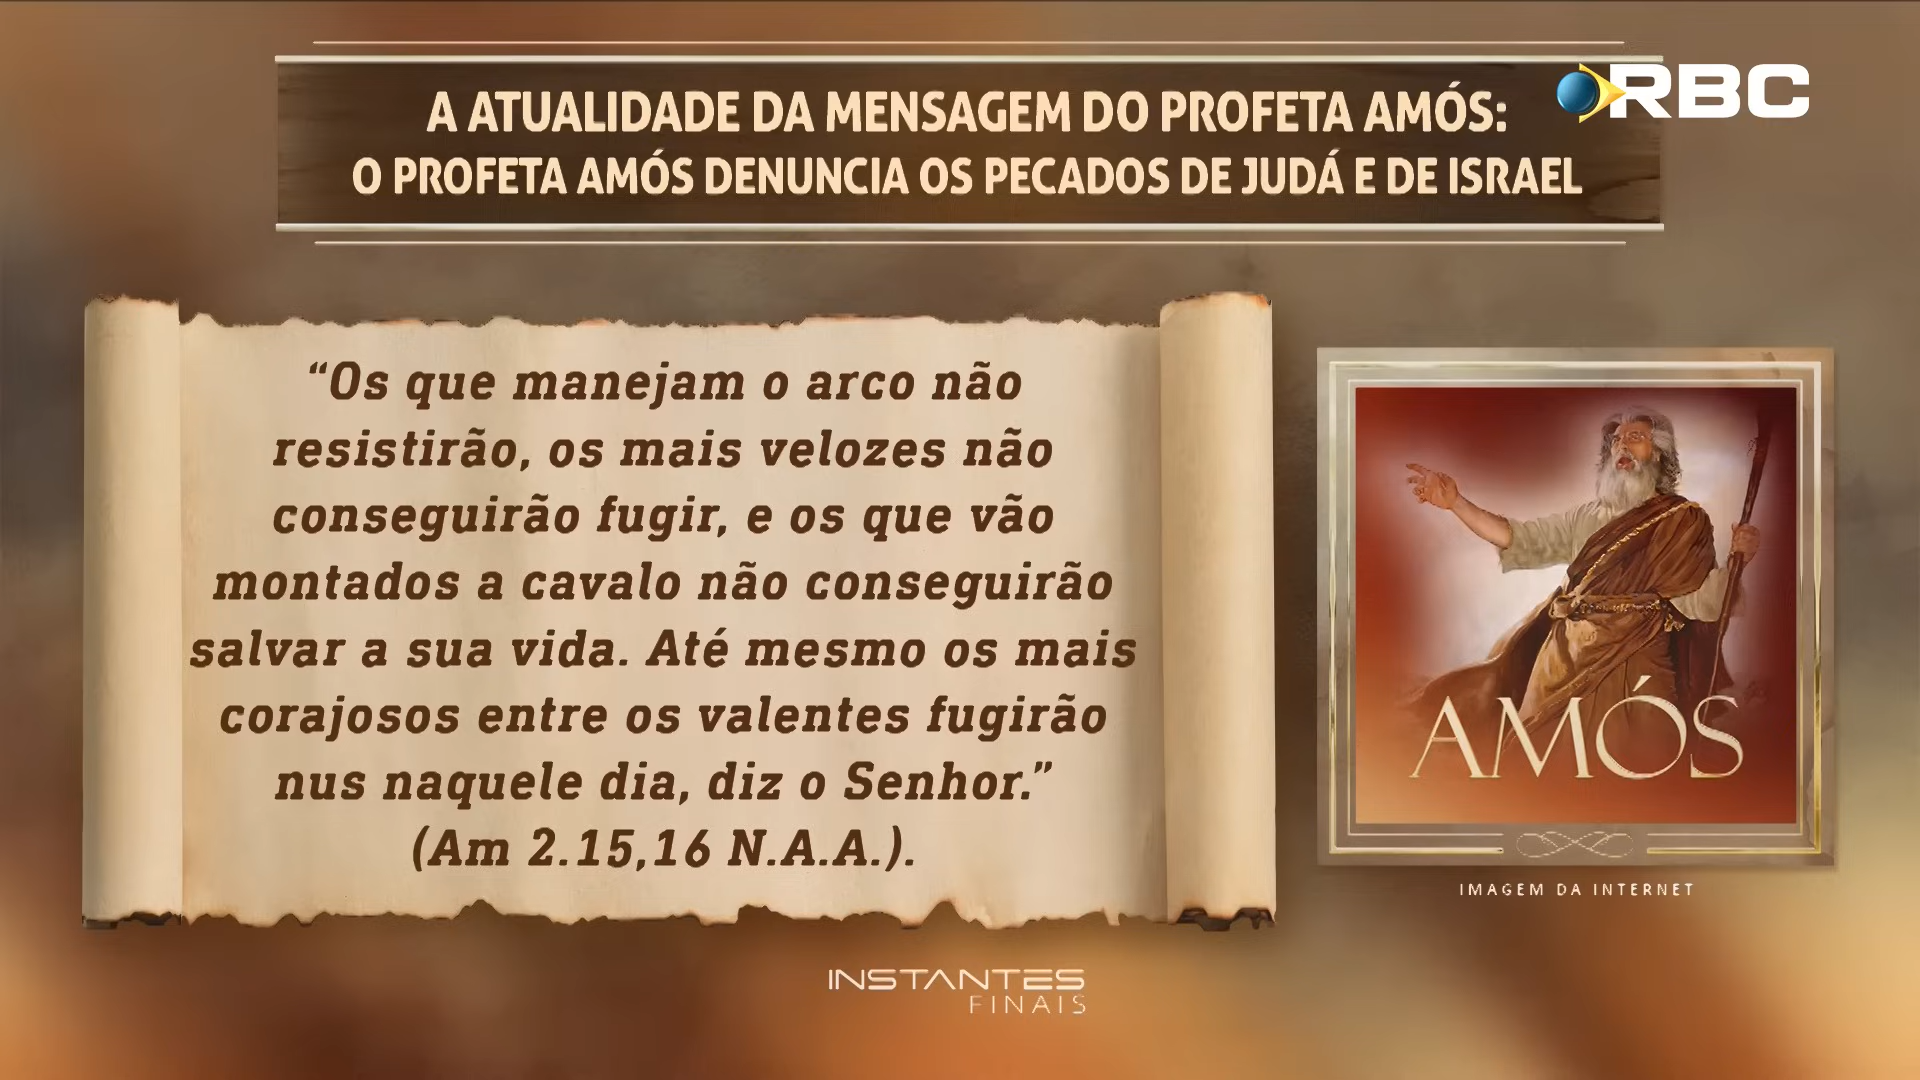 A ATUALIDADE DA MENSAGEM DO PROFETA AMÓS:
O PROFETA AMÓS DENUNCIA OS PECADOS DE JUDÁ E DE ISRAEL
RBC
“Os que manejam o arco não
resistirão, os mais velozes não
conseguirão fugir, e os que vão
montados a cavalo não conseguirão
salvar a sua vida. Até mesmo os mais
corajosos entre os valentes fugirão
nus naquele dia, diz o Senhor.”
(Am 2.15,16 N.A.A.).
AMÓS
IMAGEM DA INTERNET
INSTANTES
FINAIS